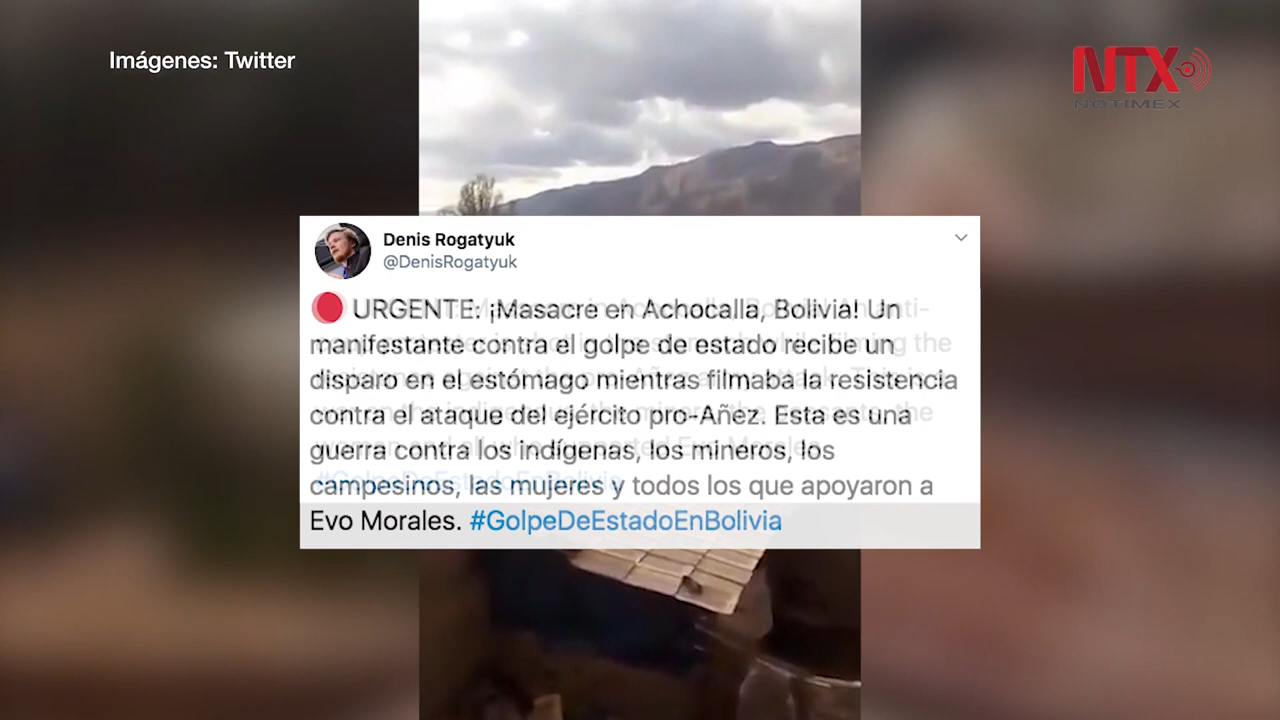 Imágenes: Twitter
NTX
NOTIMEX
Denis Rogatyuk
@DenisRogatyuk
URGENTE: ¡Masacre en Achocalla, Bolivia! Un
manifestante contra el golpe de estado recibe un
disparo en el estómago mientras filmaba la resistencia
contra el ataque del ejército pro-Añez. Esta es una
guerra contra los indígenas, los mineros, los
campesinos, las mujeres y todos los que apoyaron a
Evo Morales. #GolpeDeEstadoEnBolivia